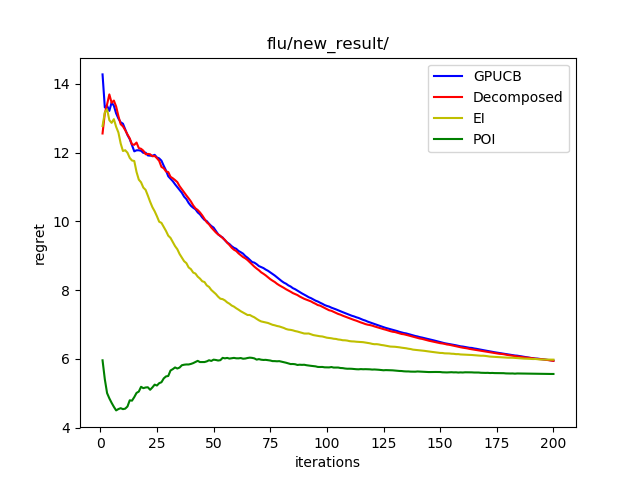 flu/new_result/
GPUCB
Decomposed
EI
POI
regret
14
12
10
8
6
4
0
25
50
75
100
125
150
175
200
iterations